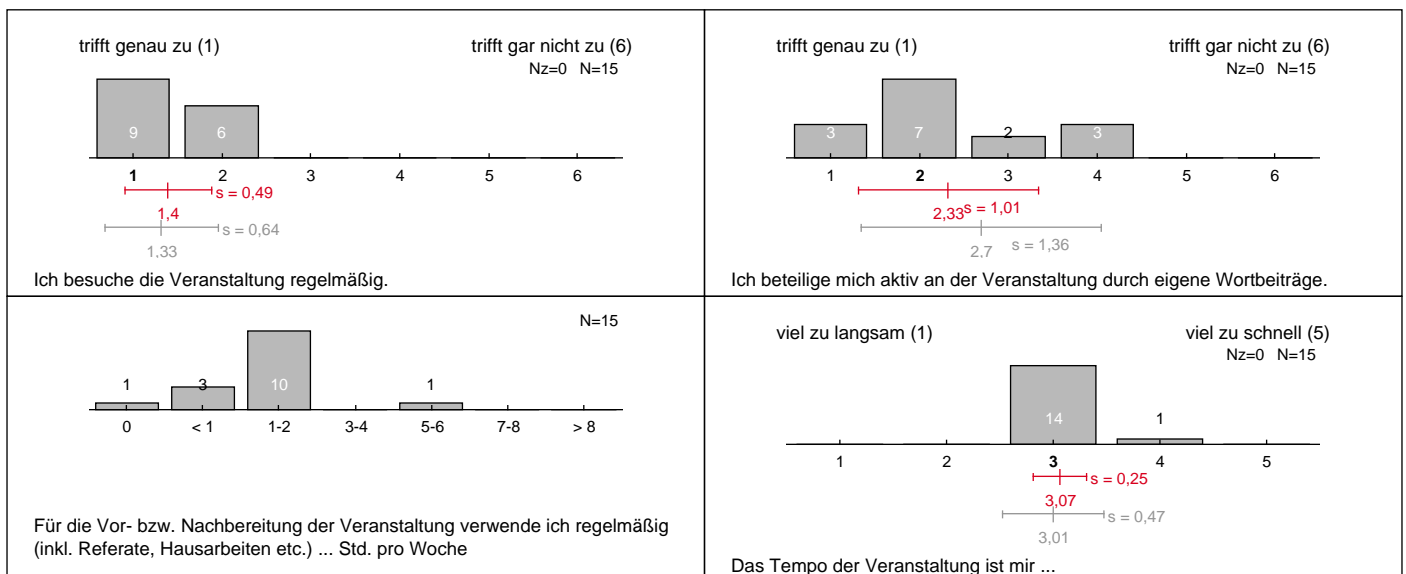 trifft genau zu (1) trifft gar nicht zu (6)
Nz=0 N=15
9 6
1 2 3 4 5 6
s = 0,49
1,4
s = 0,64
1,33
Ich besuche die Veranstaltung regelmäßig.
trifft genau zu (1) trifft gar nicht zu (6)
Nz=0 N=15
3 7 2 3
1 2 3 4 5 6
2,33 s = 1,01
2,7 s = 1,36
Ich beteilige mich aktiv an der Veranstaltung durch eigene Wortbeiträge.
N=15
1 3 10 1
0 < 1 1-2 3-4 5-6 7-8 > 8
Für die Vor- bzw. Nachbereitung der Veranstaltung verwende ich regelmäßig
(inkl. Referate, Hausarbeiten etc.) ... Std. pro Woche
viel zu langsam (1) viel zu schnell (5)
Nz=0 N=15
14 1
1 2 3 4 5
s = 0,25
3,07
s = 0,47
3,01
Das Tempo der Veranstaltung ist mir ...